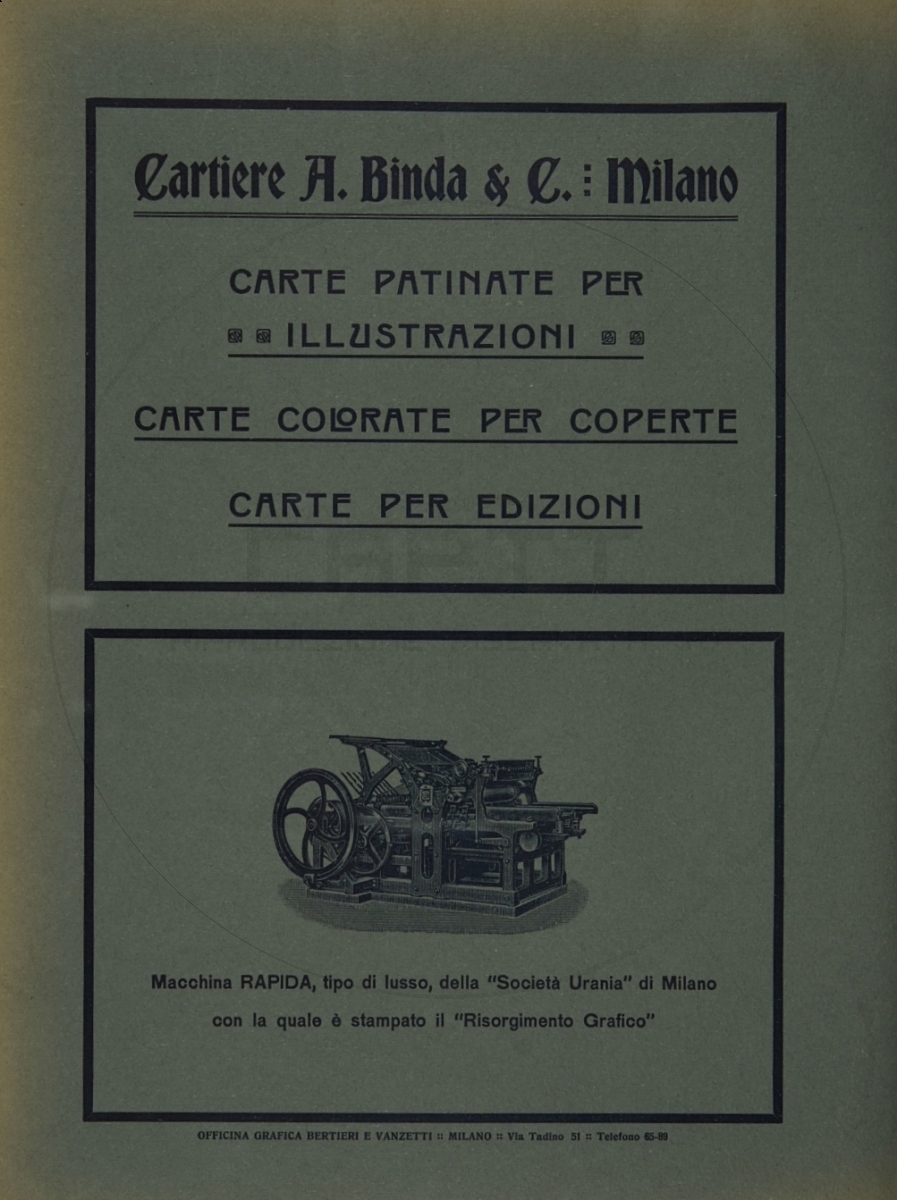 Cartiere A. Binda & C. ⁝ Milano
CARTE PATINATE PER
ILLUSTRAZIONI
CARTE COLORATE PER COPERTE
CARTE PER EDIZIONI
Macchina RAPIDA, tipo di lusso, della "Società Urania" di Milano
con la quale è stampato il "Risorgimento Grafico"
OFFICINA GRAFICA BERTIERI E VANZETTI :: MILANO :: Via Tadino 51 :: Telefono 65-89